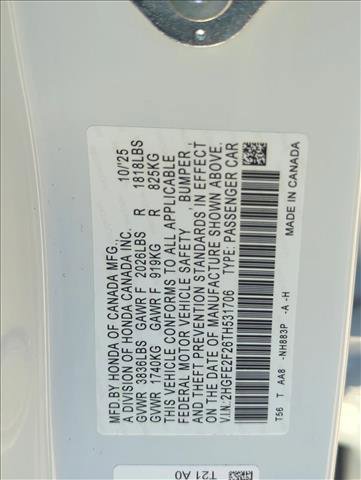 MFD.BY HONDA OF CANADA MFG., 10/'25
A DIVISION OF HONDA CANADA INC.
GVWR 3836LBS GAWR F 2026LBS R 1818LBS
GVWR 1740KG GAWR F 919KG R 825KG
THIS VEHICLE CONFORMS TO ALL APPLICABLE
FEDERAL MOTOR VEHICLE SAFETY, BUMPER,
AND THEFT PREVENTION STANDARDS IN EFFECT
ON THE DATE OF MANUFACTURE SHOWN ABOVE.
V.I.N.:2HGFE2F26TH531706 TYPE:PASSENGER CAR
T56 T AA8 -NH883P -A -H
MADE IN CANADA
T21 A0